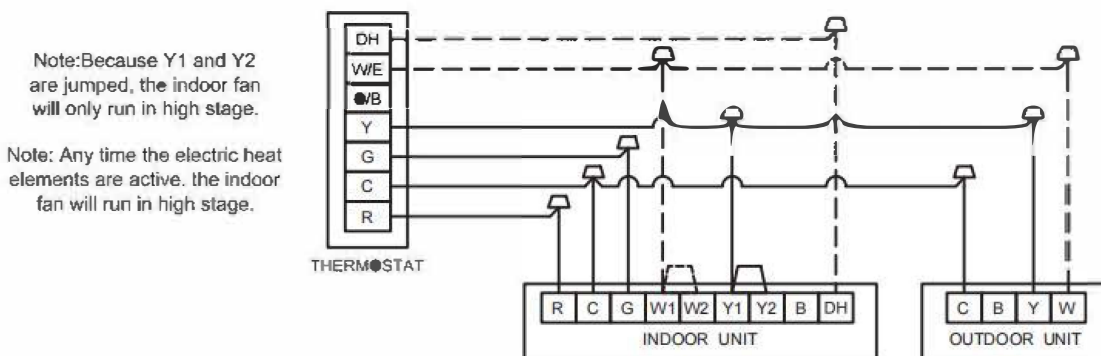 Note:Because Y1 and Y2
are jumped, the indoor fan
will only run in high stage.
Note: Any time the electric heat
elements are active. the indoor
fan will run in high stage.
DH
W/E
●/B
Y
G
C
R
THERM●STAT
R C G W1 W2 Y1 Y2 B DH
INDOOR UNIT
C B Y W
OUTDOOR UNIT